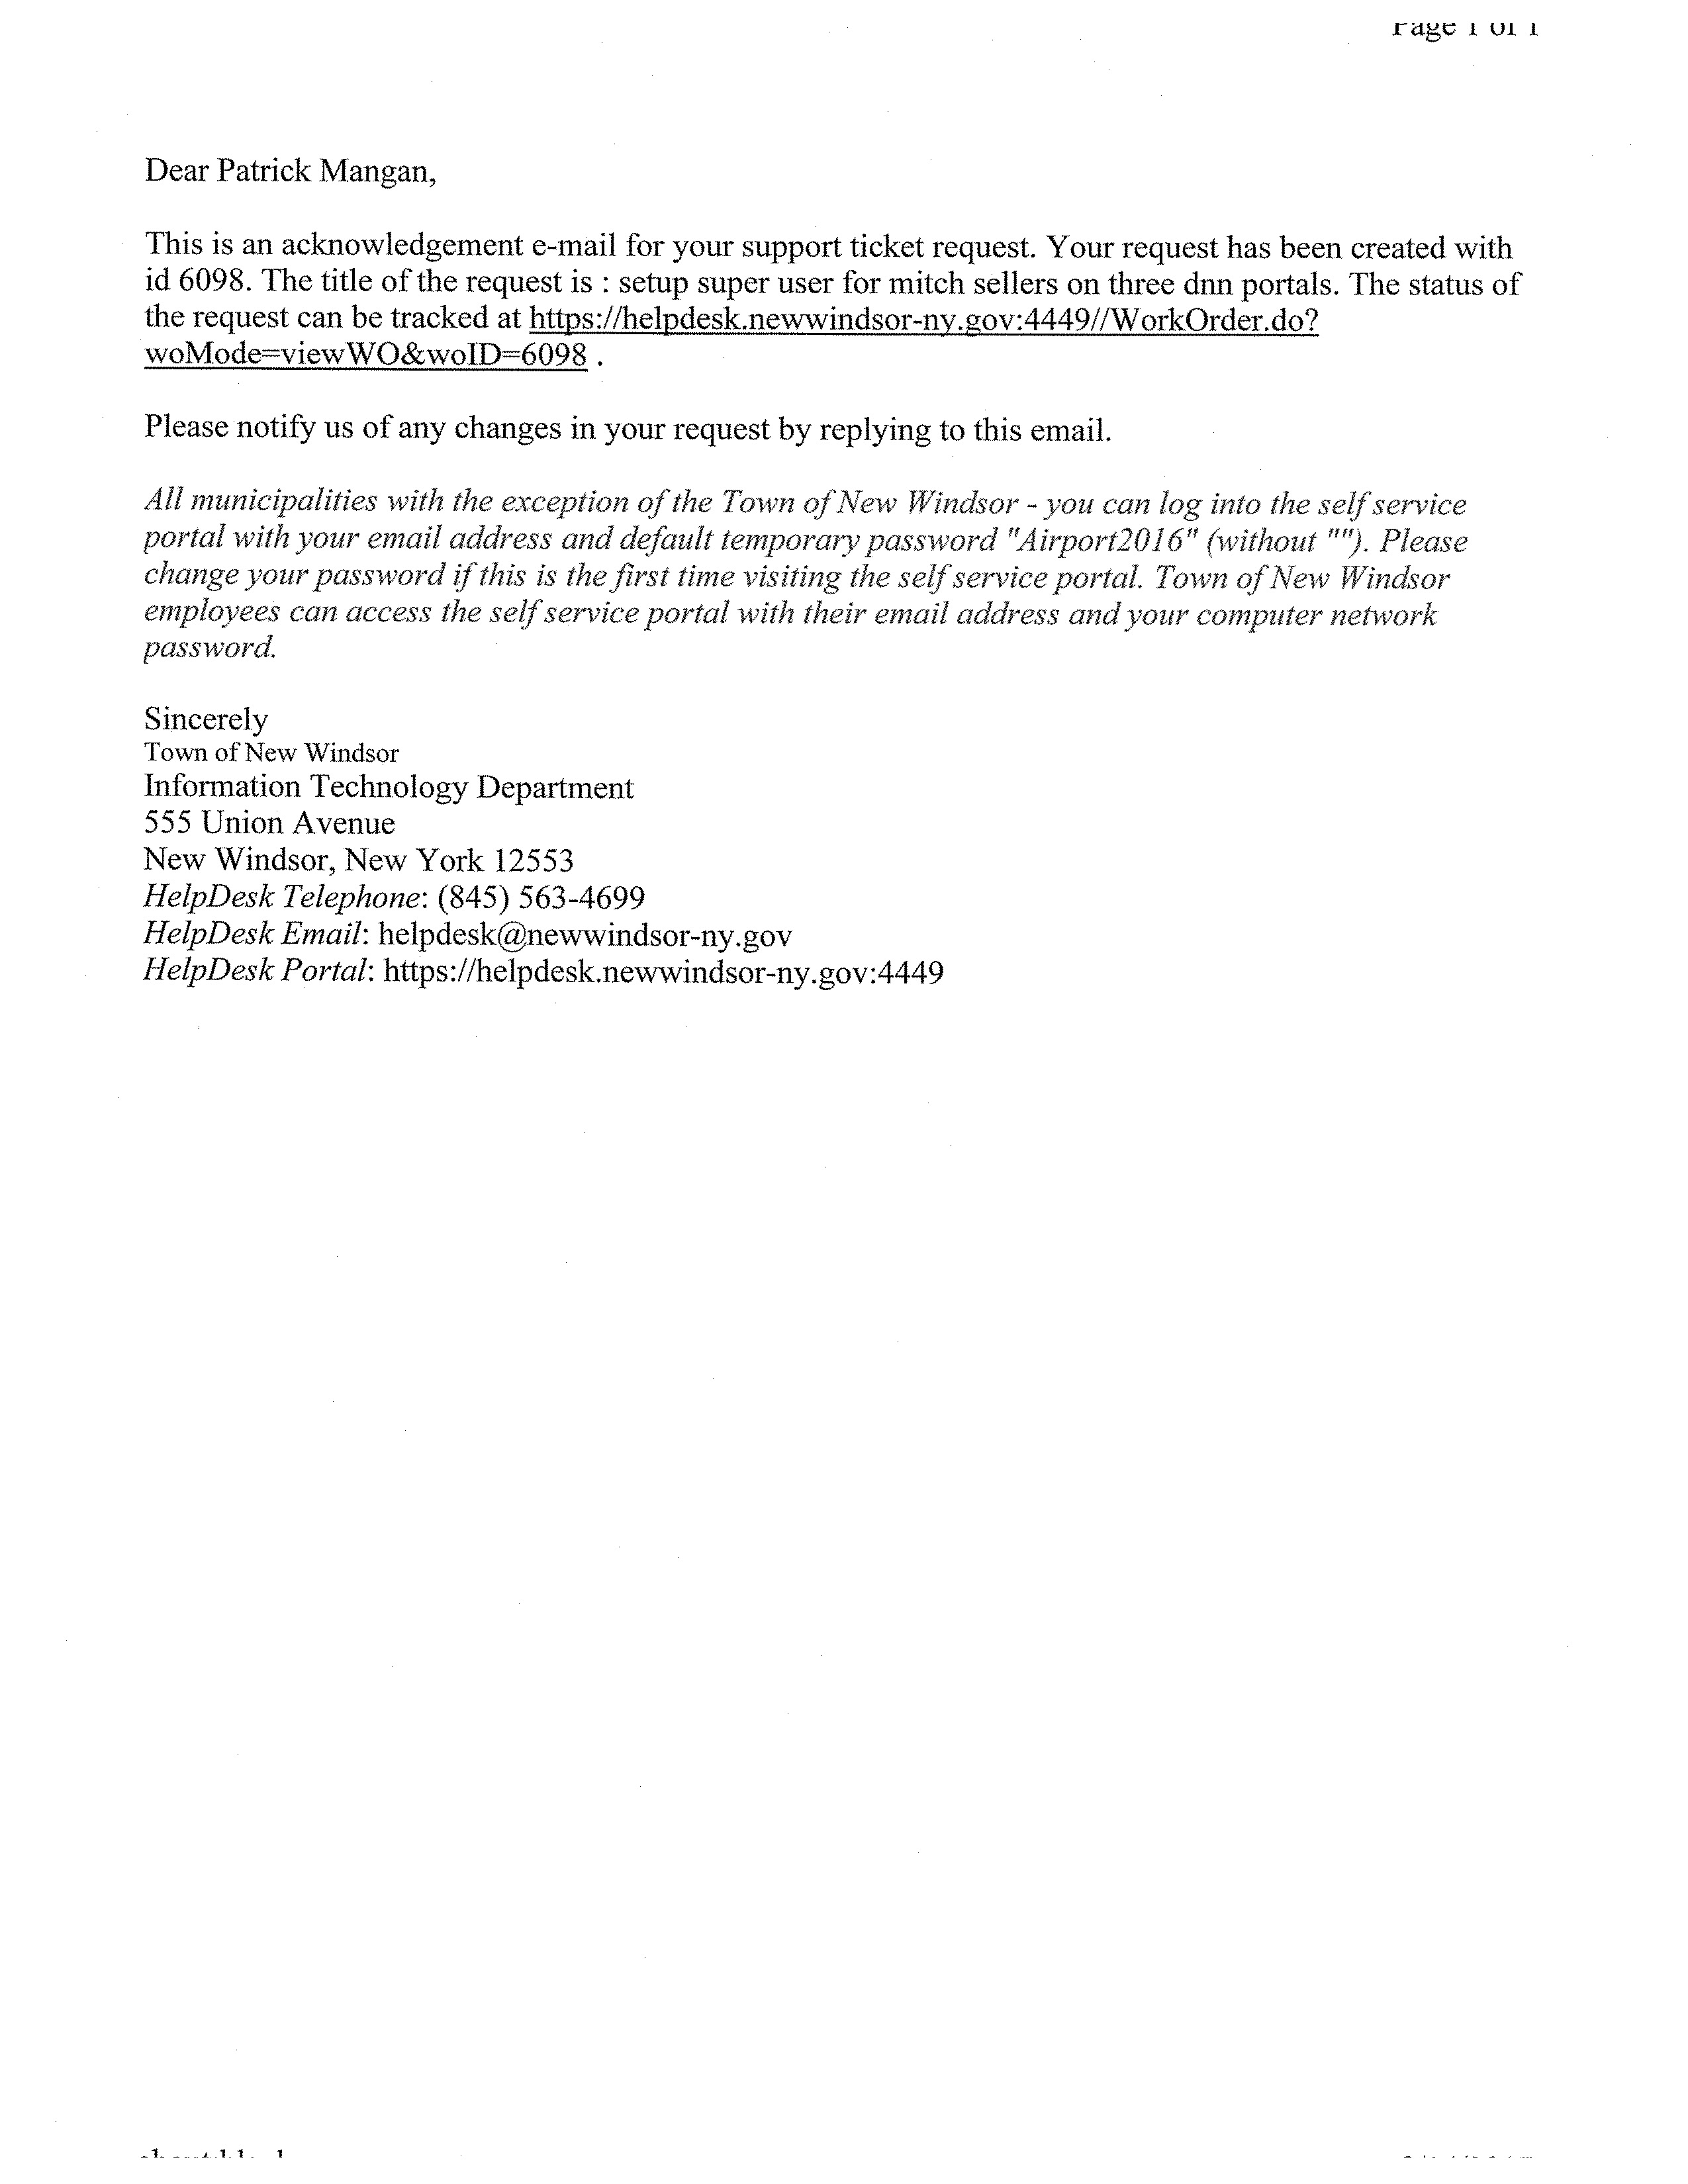 Page 1 of 1
Dear Patrick Mangan,
This is an acknowledgement e-mail for your support ticket request. Your request has been created with
id 6098. The title of the request is : setup super user for mitch sellers on three dnn portals. The status of
the request can be tracked at https://helpdesk.newwindsor-ny.gov:4449//WorkOrder.do?
woMode=viewWO&woID=6098 .
Please notify us of any changes in your request by replying to this email.
All municipalities with the exception of the Town of New Windsor - you can log into the self service
portal with your email address and default temporary password "Airport2016" (without ""). Please
change your password if this is the first time visiting the self service portal. Town of New Windsor
employees can access the self service portal with their email address and your computer network
password.
Sincerely
Town of New Windsor
Information Technology Department
555 Union Avenue
New Windsor, New York 12553
HelpDesk Telephone: (845) 563-4699
HelpDesk Email: helpdesk@newwindsor-ny.gov
HelpDesk Portal: https://helpdesk.newwindsor-ny.gov:4449